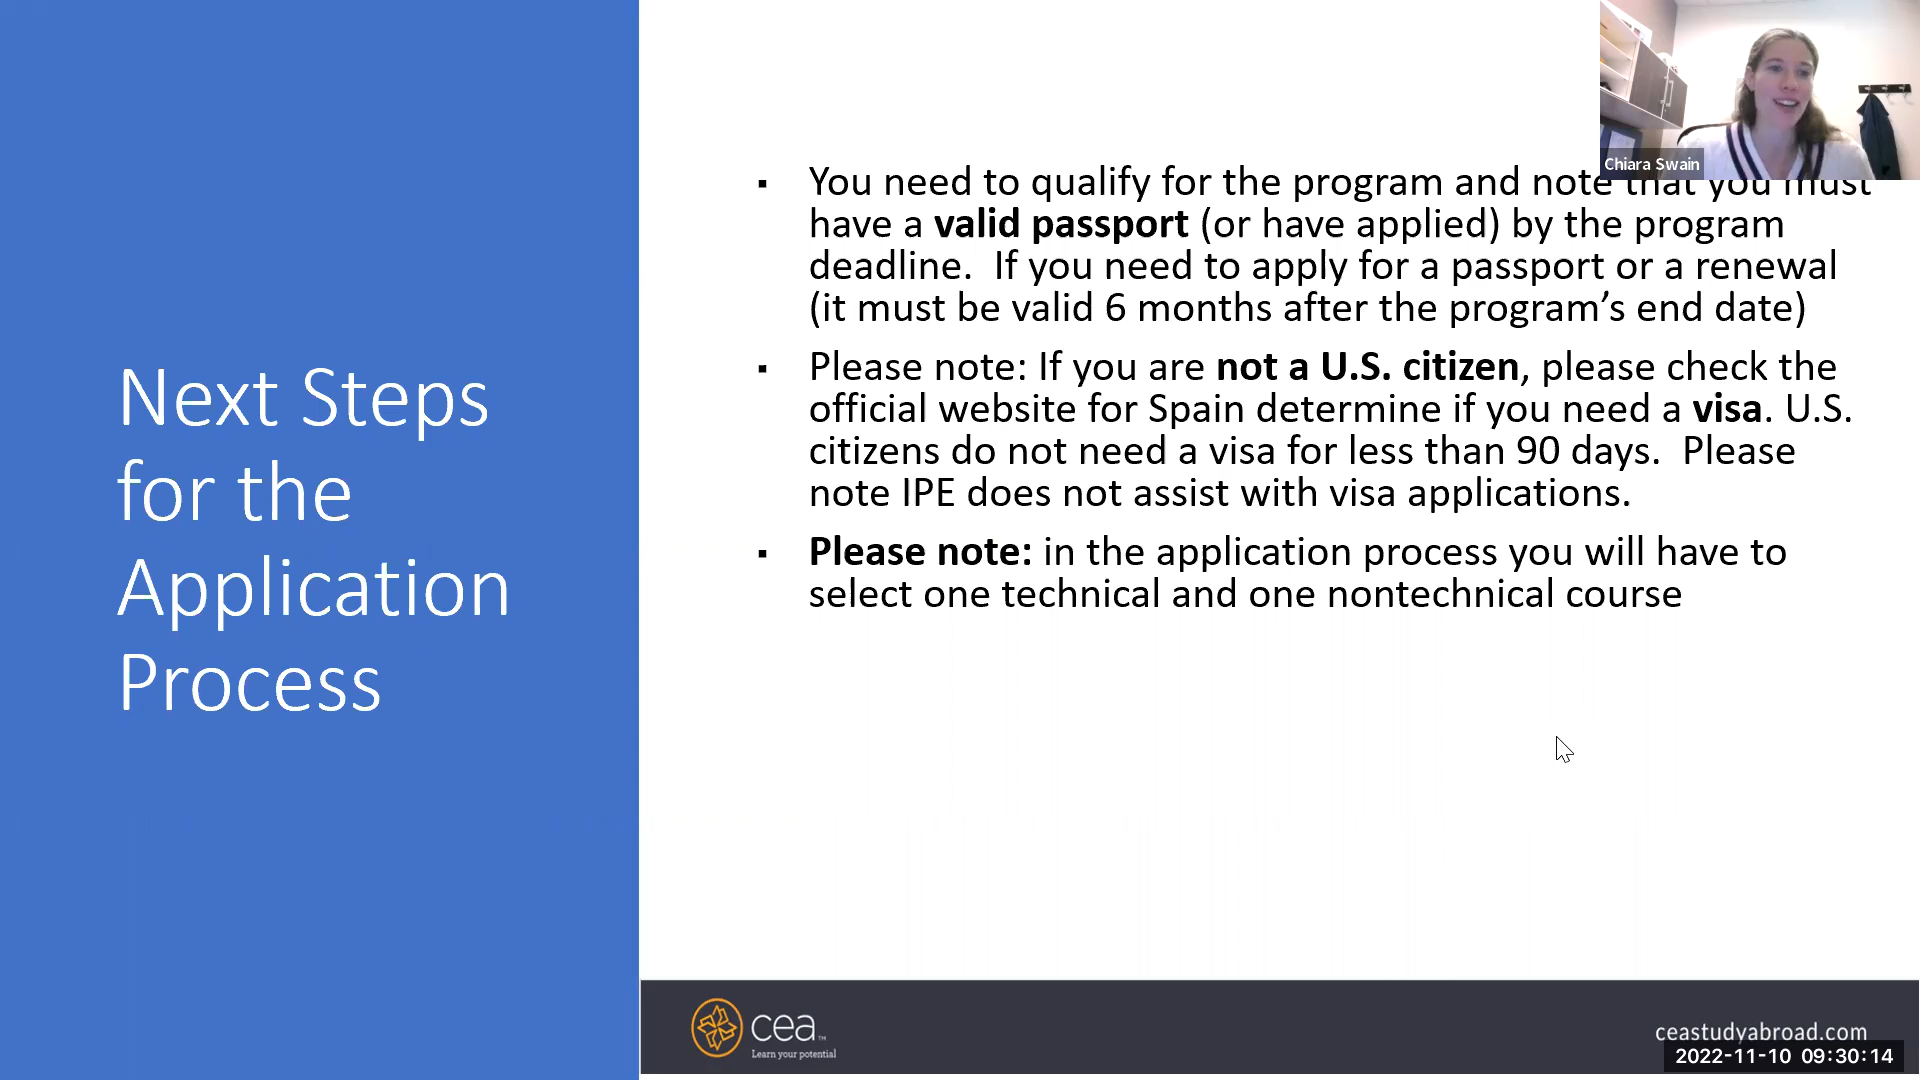 Next Steps
for the
Application
Process
▪ You need to qualify for the program and note that you must
have a valid passport (or have applied) by the program
deadline.  If you need to apply for a passport or a renewal
(it must be valid 6 months after the program’s end date)
▪ Please note: If you are not a U.S. citizen, please check the
official website for Spain determine if you need a visa. U.S.
citizens do not need a visa for less than 90 days.  Please
note IPE does not assist with visa applications.
▪ Please note: in the application process you will have to
select one technical and one nontechnical course
Chiara Swain
cea™
Learn your potential
ceastudyabroad.com
2022-11-10 09:30:14